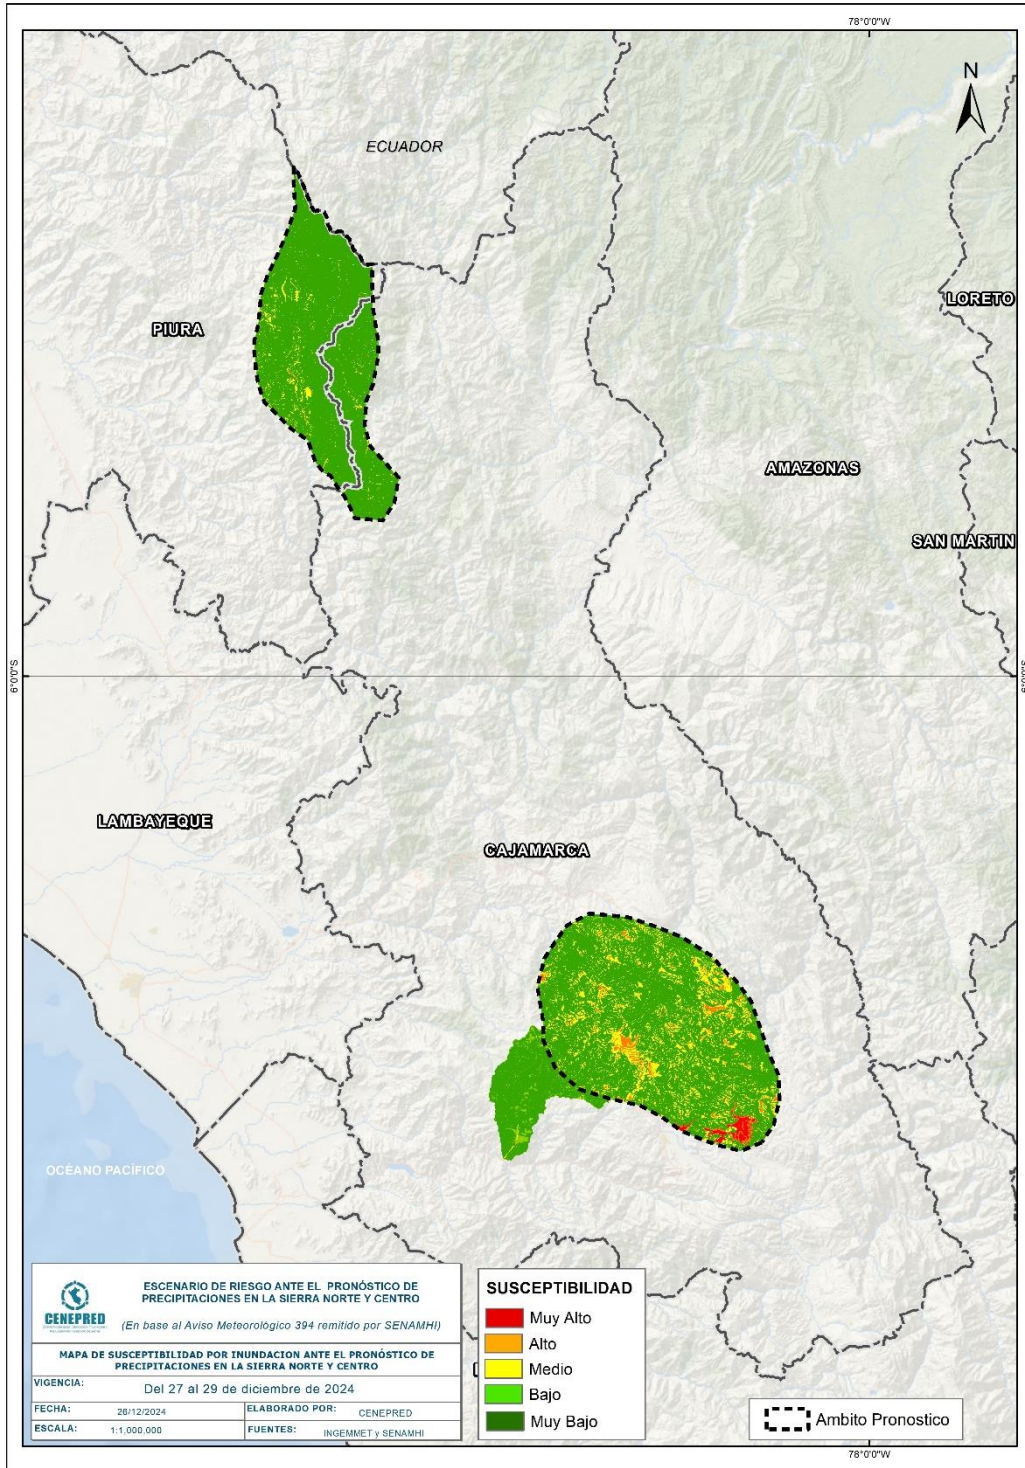 78°0'0"W
N
ECUADOR
PIURA
LORETO
AMAZONAS
SAN MARTIN
6°0'0"S
6°0'0"S
LAMBAYEQUE
CAJAMARCA
OCÉANO PACÍFICO
CENEPRED
ESCENARIO DE RIESGO ANTE EL PRONÓSTICO DE
PRECIPITACIONES EN LA SIERRA NORTE Y CENTRO
(En base al Aviso Meteorológico 394 remitido por SENAMHI)
MAPA DE SUSCEPTIBILIDAD POR INUNDACION ANTE EL PRONÓSTICO DE
PRECIPITACIONES EN LA SIERRA NORTE Y CENTRO
VIGENCIA: Del 27 al 29 de diciembre de 2024
FECHA: 26/12/2024 ELABORADO POR: CENEPRED
ESCALA: 1:1,000,000 FUENTES: INGEMMET y SENAMHI
SUSCEPTIBILIDAD
Muy Alto
Alto
Medio
Bajo
Muy Bajo
Ambito Pronostico
78°0'0"W